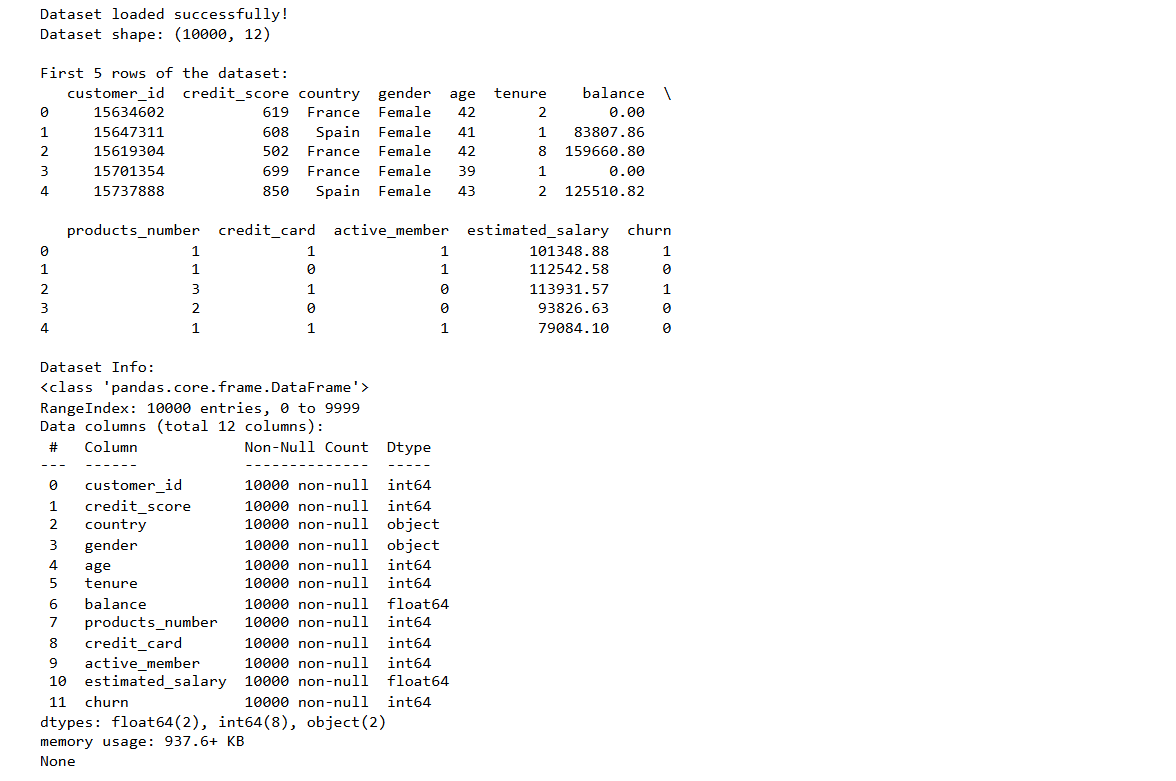 Dataset loaded successfully!
Dataset shape: (10000, 12)
First 5 rows of the dataset:
   customer_id  credit_score country  gender  age  tenure    balance  \
0     15634602           619  France  Female   42       2       0.00
1     15647311           608   Spain  Female   41       1   83807.86
2     15619304           502  France  Female   42       8  159660.80
3     15701354           699  France  Female   39       1       0.00
4     15737888           850   Spain  Female   43       2  125510.82
   products_number  credit_card  active_member  estimated_salary  churn
0                1            1              1         101348.88      1
1                1            0              1         112542.58      0
2                3            1              0         113931.57      1
3                2            0              0          93826.63      0
4                1            1              1          79084.10      0
Dataset Info:
<class 'pandas.core.frame.DataFrame'>
RangeIndex: 10000 entries, 0 to 9999
Data columns (total 12 columns):
 #   Column            Non-Null Count  Dtype
---  ------            --------------  -----
 0   customer_id       10000 non-null  int64
 1   credit_score      10000 non-null  int64
 2   country           10000 non-null  object
 3   gender            10000 non-null  object
 4   age               10000 non-null  int64
 5   tenure            10000 non-null  int64
 6   balance           10000 non-null  float64
 7   products_number   10000 non-null  int64
 8   credit_card       10000 non-null  int64
 9   active_member     10000 non-null  int64
 10  estimated_salary  10000 non-null  float64
 11  churn             10000 non-null  int64
dtypes: float64(2), int64(8), object(2)
memory usage: 937.6+ KB
None